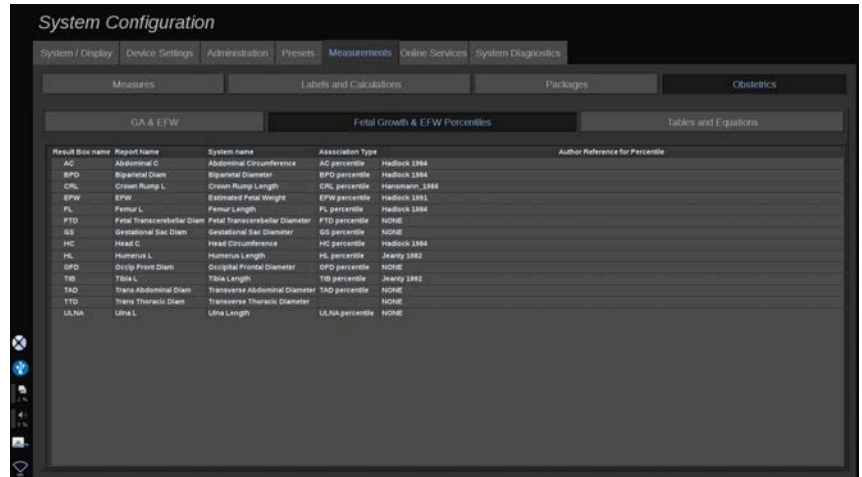 System Configuration
System / Display Device Settings Administration Presets Measurements Online Services System Diagnostics
Measures Labels and Calculations Packages Obstetrics
GA & EFW Fetal Growth & EFW Percentiles Tables and Equations
Result Box name Report Name System name Association Type Author Reference for Percentile
AC Abdominal C Abdominal Circumference AC percentile Hadlock 1984
BPD Biparietal Diam Biparietal Diameter BPD percentile Hadlock 1984
CRL Crown Rump L Crown Rump Length CRL percentile Hansmann_1986
EFW EFW Estimated Fetal Weight EFW percentile Hadlock 1991
FL Femur L Femur Length FL percentile Hadlock 1984
FTD Fetal Transcerebellar Diam Fetal Transcerebellar Diameter FTD percentile NONE
GS Gestational Sac Diam Gestational Sac Diameter GS percentile NONE
HC Head C Head Circumference HC percentile Hadlock 1984
HL Humerus L Humerus Length HL percentile Jeanty 1982
OFD Occip Front Diam Occipital Frontal Diameter OFD percentile NONE
TIB Tibia L Tibia Length TIB percentile Jeanty 1982
TAD Trans Abdominal Diam Transverse Abdominal Diameter TAD percentile NONE
TTD Trans Thoracic Diam Transverse Thoracic Diameter NONE
ULNA Ulna L Ulna Length ULNA percentile NONE